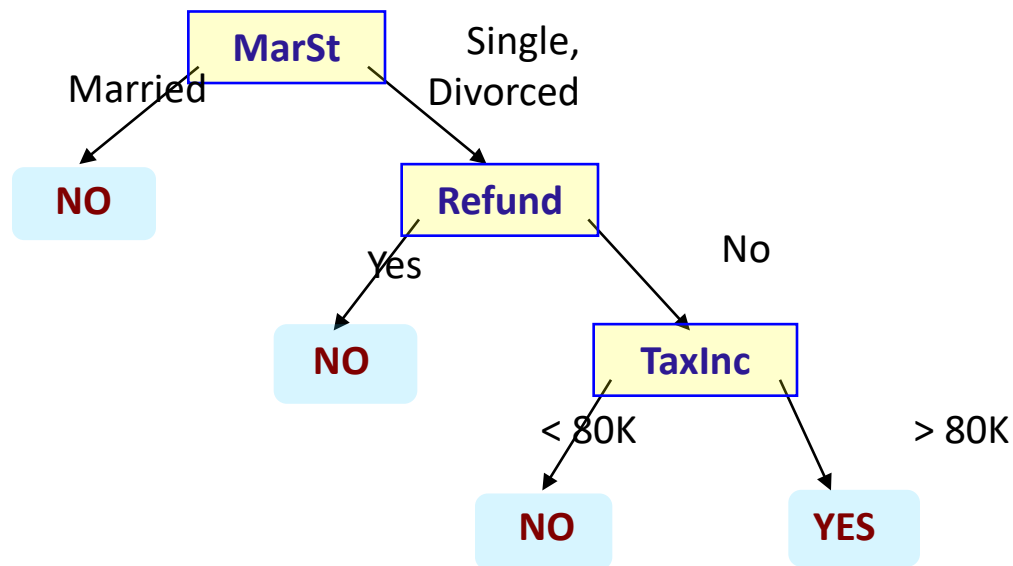 MarSt
Single,
Married
Divorced
NO
Refund
Yes
No
NO
TaxInc
< 80K
> 80K
NO
YES